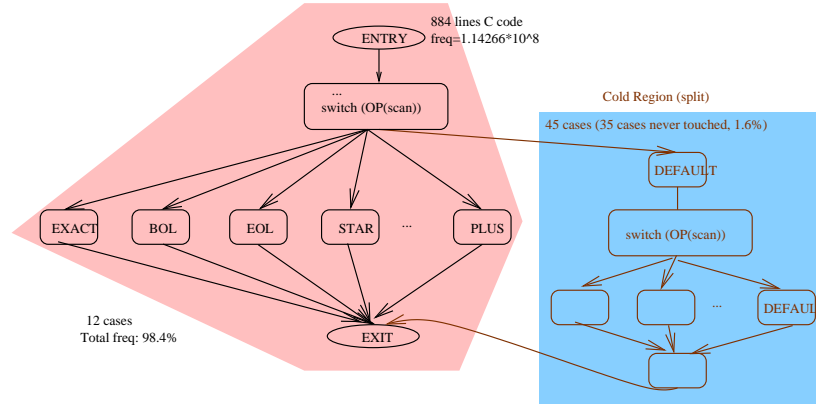 884 lines C code
freq=1.14266*10^8
ENTRY
...
switch (OP(scan))
Cold Region (split)
45 cases (35 cases never touched, 1.6%)
DEFAULT
EXACT
BOL
EOL
STAR
...
PLUS
switch (OP(scan))
...
DEFAUL
12 cases
Total freq: 98.4%
EXIT